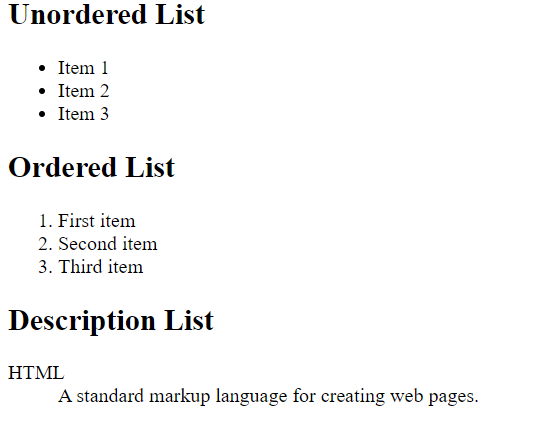 Unordered List
• Item 1
• Item 2
• Item 3
Ordered List
1. First item
2. Second item
3. Third item
Description List
HTML
A standard markup language for creating web pages.